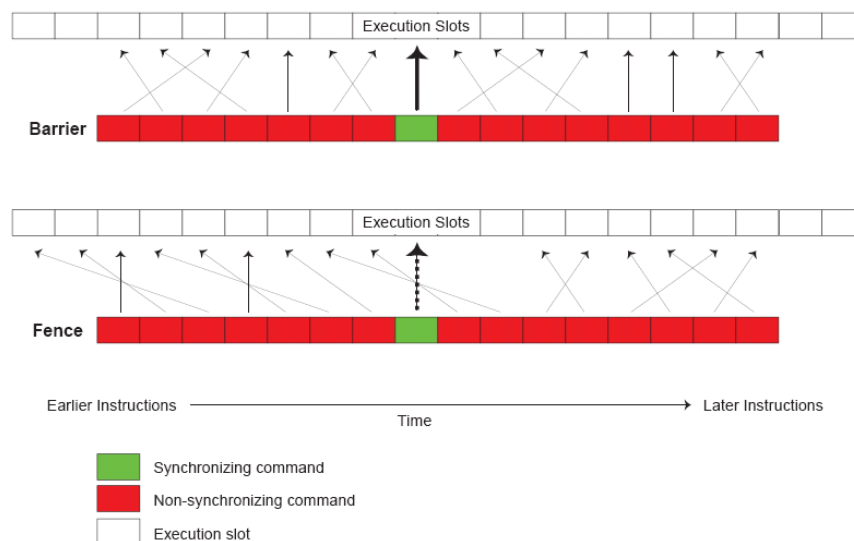 Execution Slots
Barrier
Execution Slots
Fence
Earlier Instructions
Later Instructions
Time
Synchronizing command
Non-synchronizing command
Execution slot